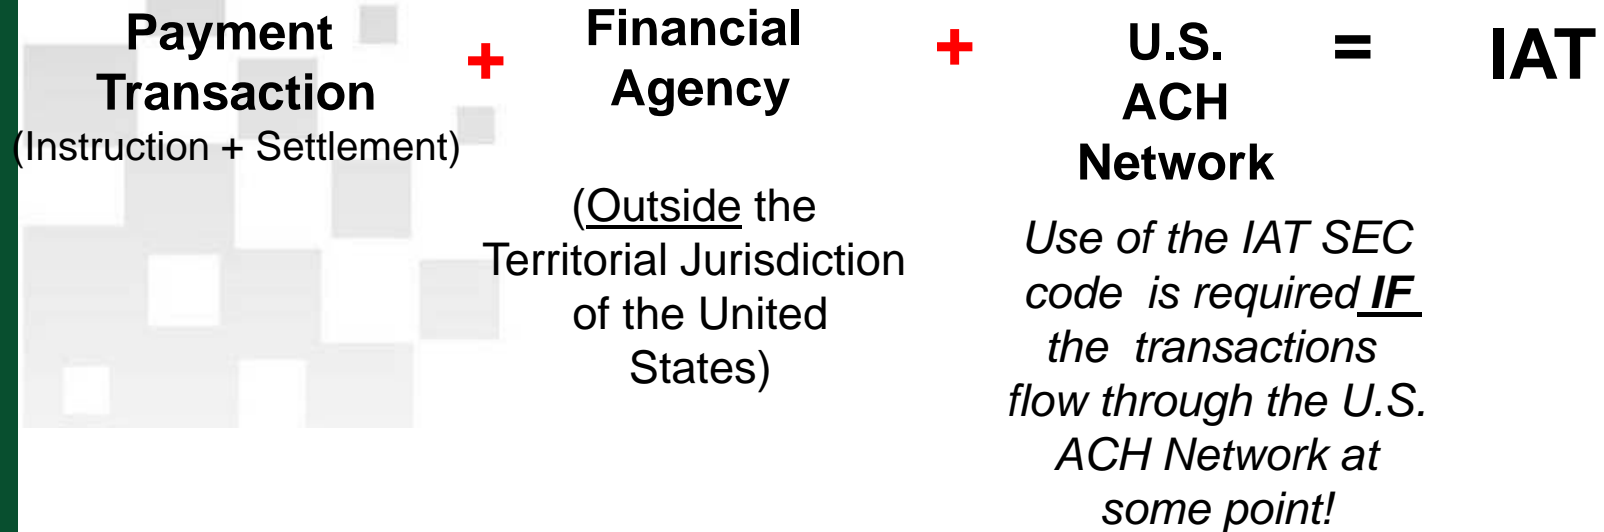 Payment
Transaction
(Instruction + Settlement)
+
Financial
Agency
(Outside the
Territorial Jurisdiction
of the United
States)
+
U.S.
ACH
Network
Use of the IAT SEC
code is required IF
the transactions
flow through the U.S.
ACH Network at
some point!
=
IAT